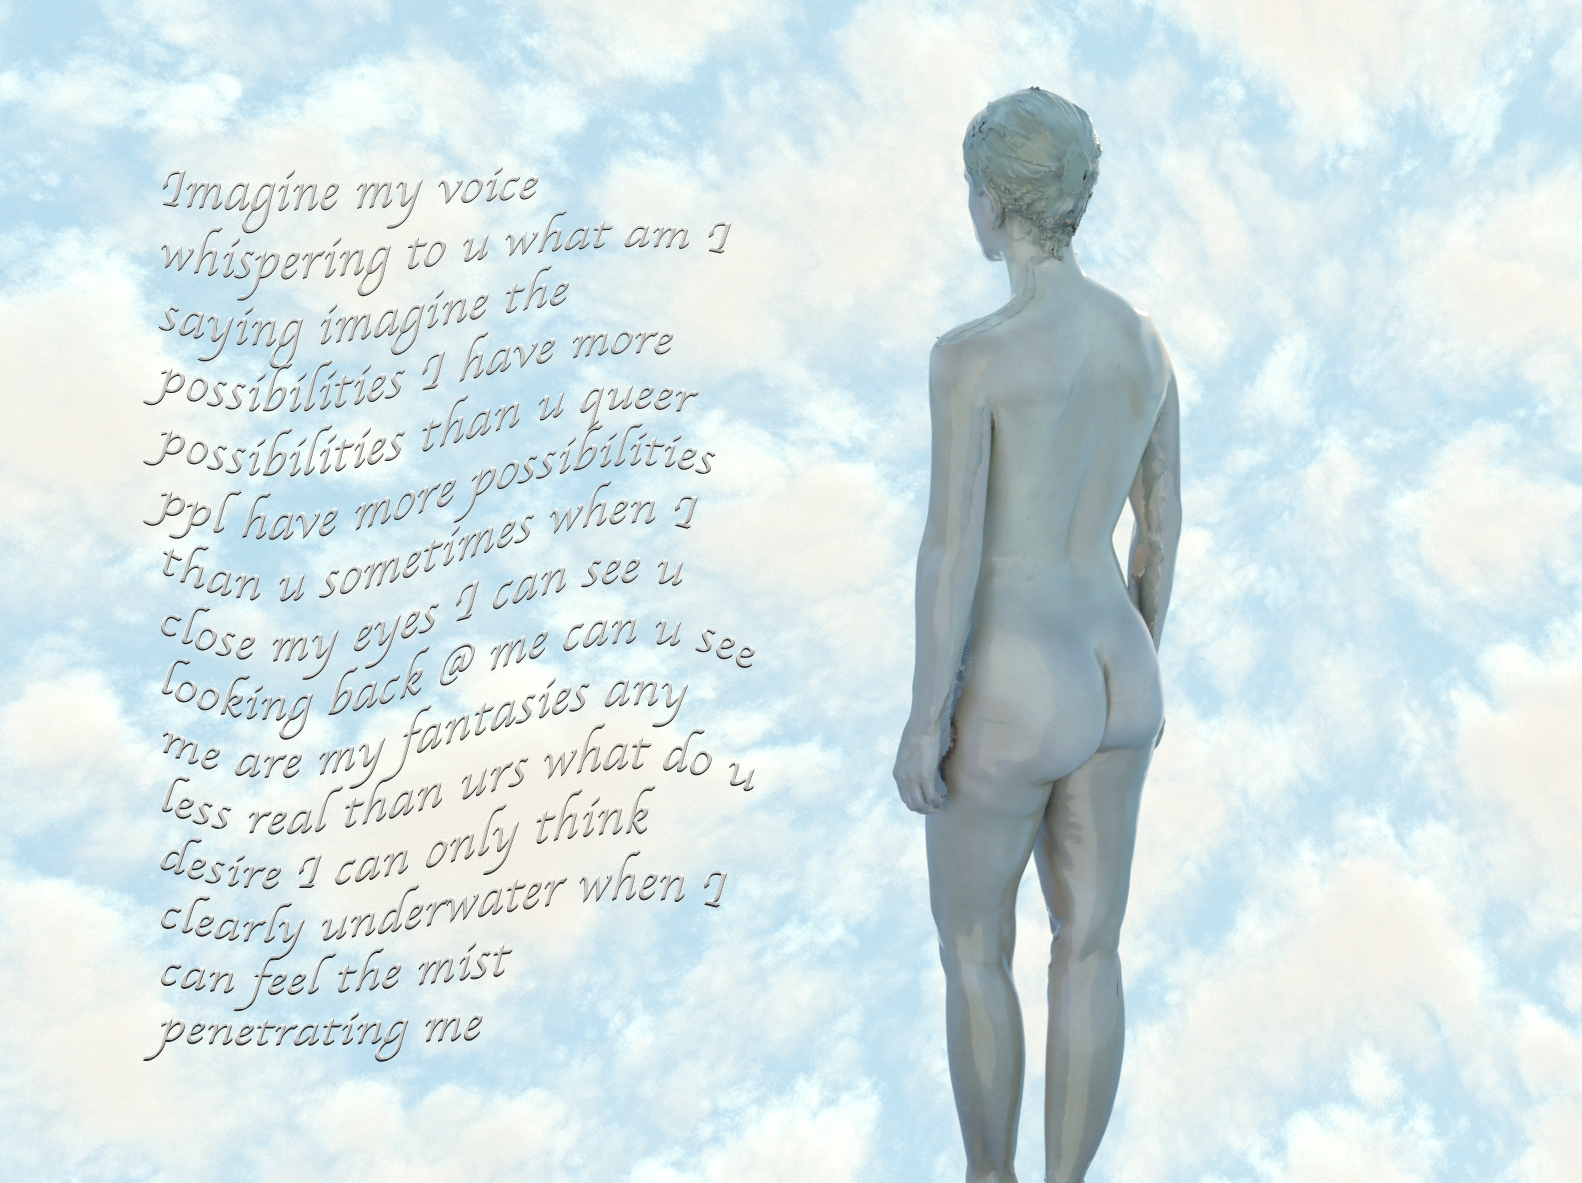 Imagine my voice
whispering to u what am I
saying imagine the
possibilities I have more
possibilities than u queer
ppl have more possibilities
than u sometimes when I
close my eyes I can see u
looking back @ me can u see
me are my fantasies any
less real than urs what do u
desire I can only think
clearly underwater when I
can feel the mist
penetrating me